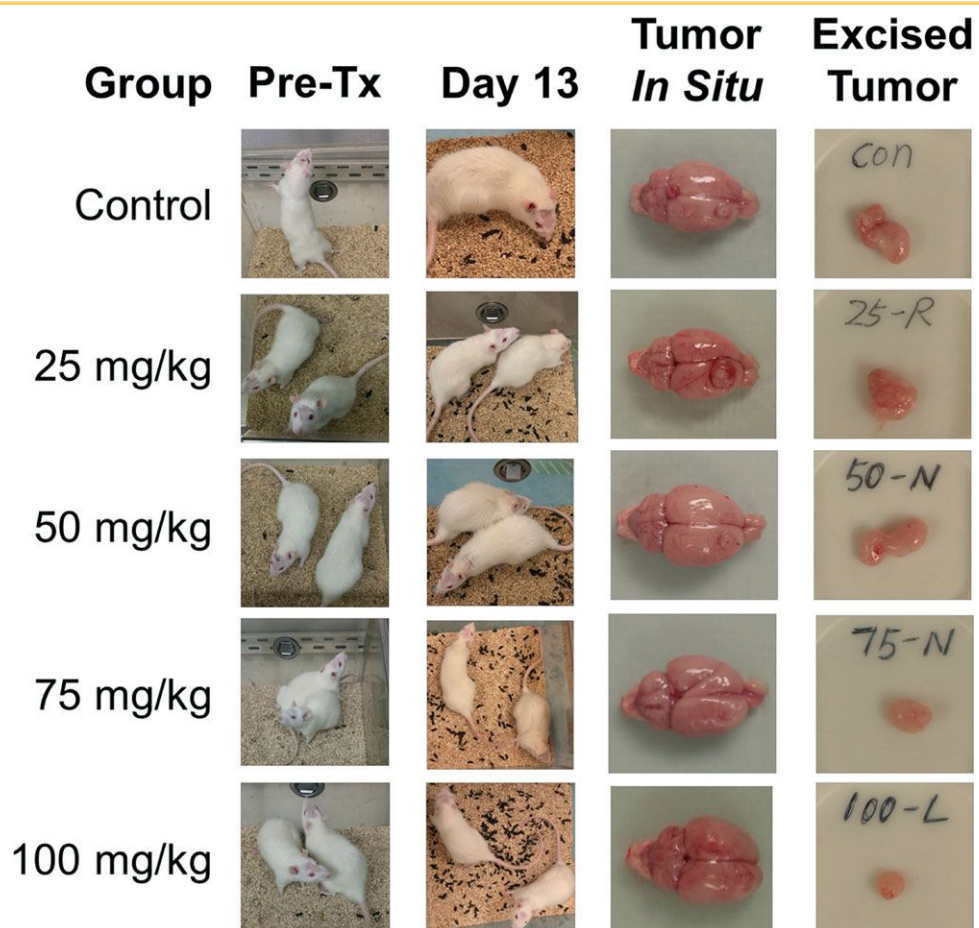 Group
Pre-Tx
Day 13
Tumor
In Situ
Excised
Tumor
Control
con
25 mg/kg
25-R
50 mg/kg
50-N
75 mg/kg
75-N
100 mg/kg
100-L